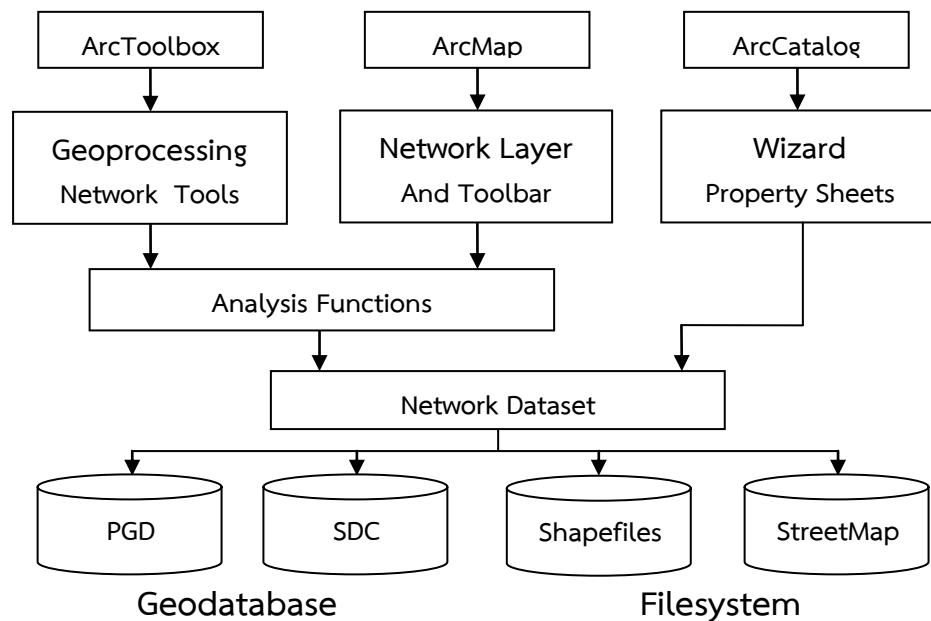 ArcToolbox
ArcMap
ArcCatalog
Geoprocessing
Network Tools
Network Layer
And Toolbar
Wizard
Property Sheets
Analysis Functions
Network Dataset
PGD
SDC
Shapefiles
StreetMap
Geodatabase
Filesystem